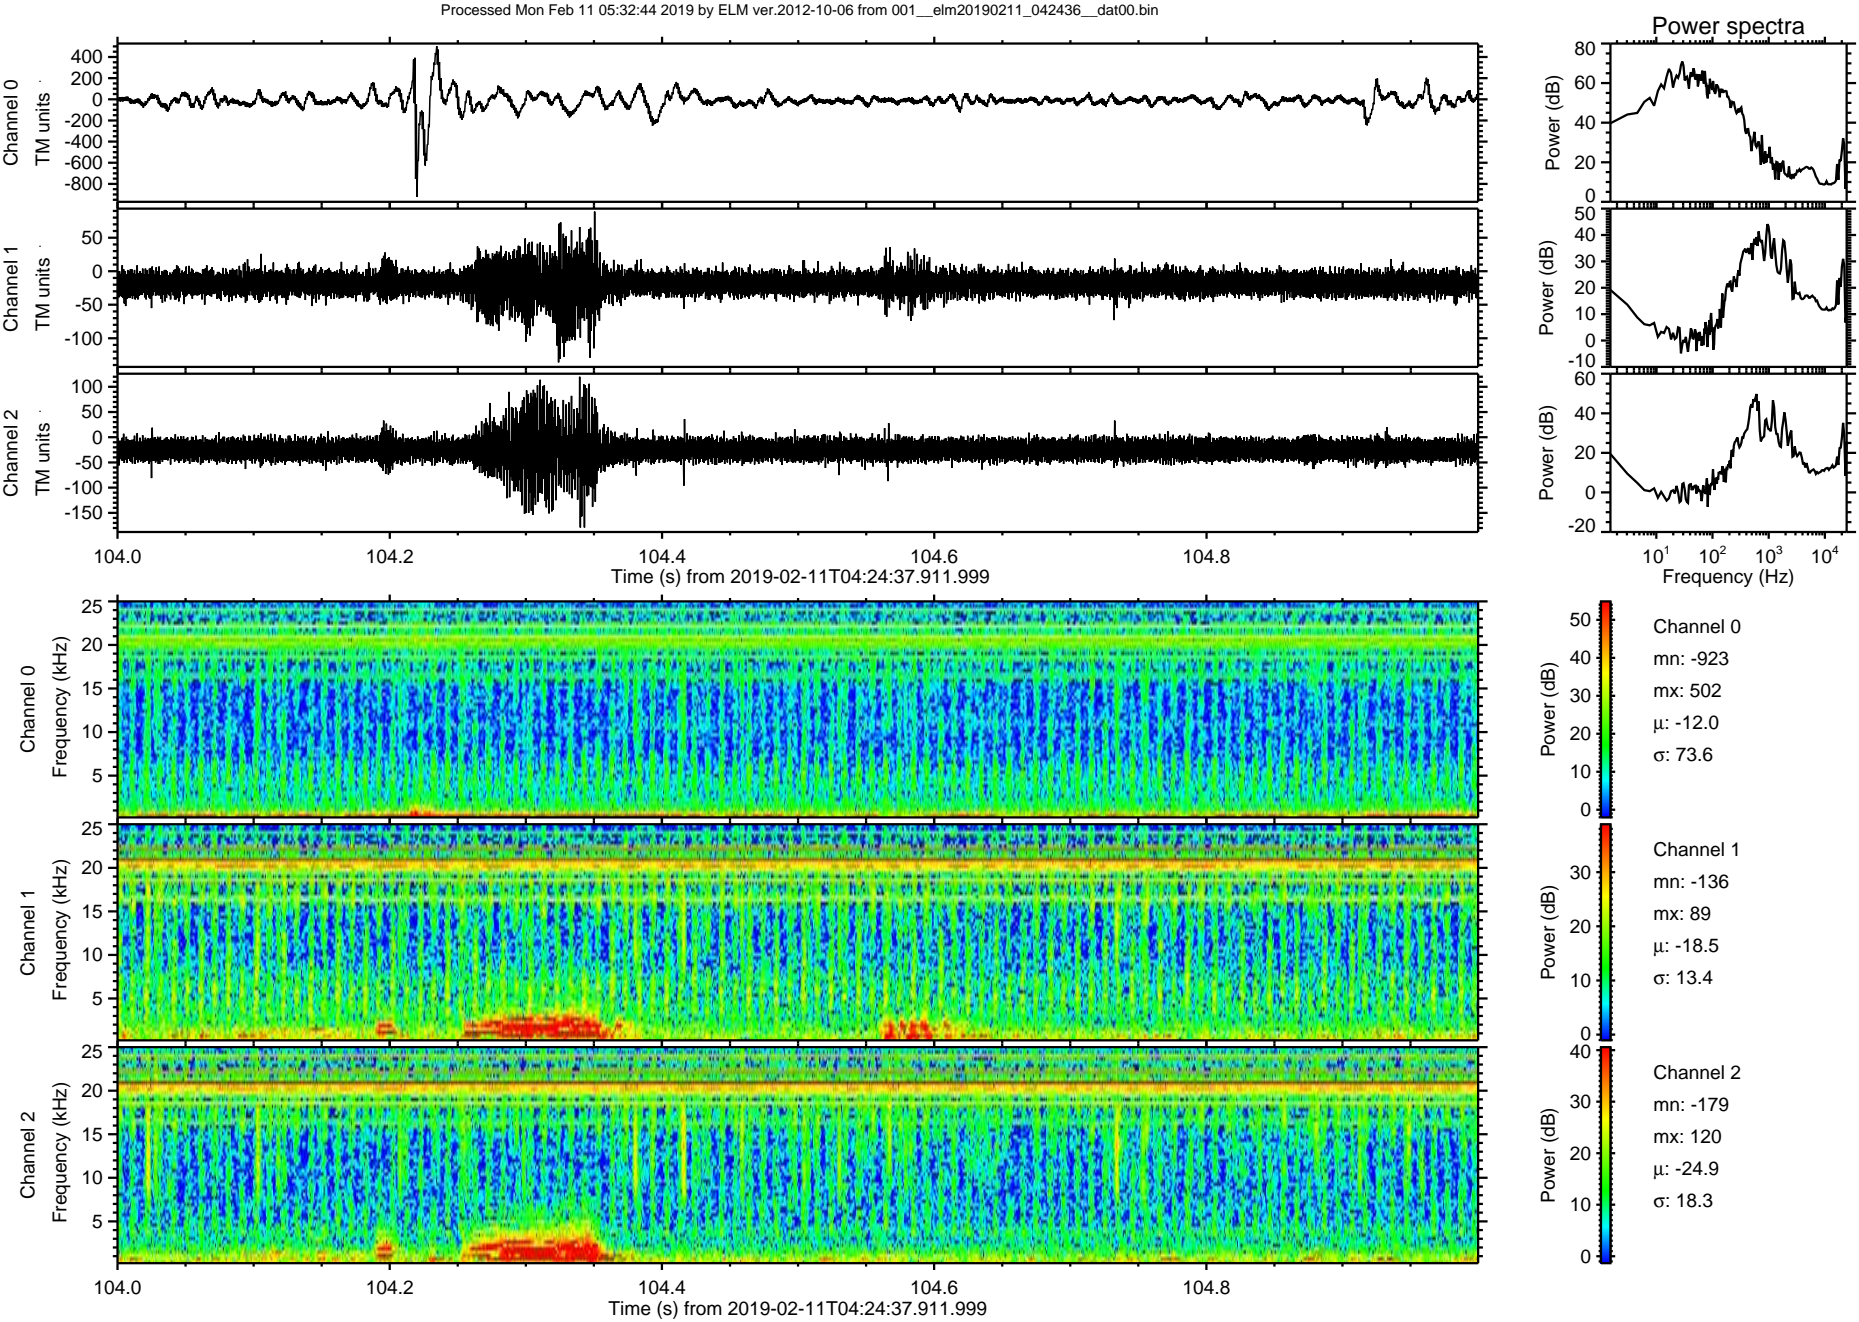 Processed Mon Feb 11 05:32:44 2019 by ELM ver.2012-10-06 from 001__elm20190211_042436__dat00.bin
Power spectra
Channel 0
TM units
400
200
0
-200
-400
-600
-800
Power (dB)
80
60
40
20
0
Channel 1
TM units
50
0
-50
-100
Power (dB)
50
40
30
20
10
0
-10
Channel 2
TM units
100
50
0
-50
-100
-150
Power (dB)
60
40
20
0
-20
104.0 104.2 104.4 104.6 104.8
Time (s) from 2019-02-11T04:24:37.911.999
10^1 10^2 10^3 10^4
Frequency (Hz)
Channel 0
Frequency (kHz)
25
20
15
10
5
Power (dB)
50
40
30
20
10
0
Channel 0
mn: -923
mx: 502
μ: -12.0
σ: 73.6
Channel 1
Frequency (kHz)
25
20
15
10
5
Power (dB)
30
20
10
0
Channel 1
mn: -136
mx: 89
μ: -18.5
σ: 13.4
Channel 2
Frequency (kHz)
25
20
15
10
5
Power (dB)
40
30
20
10
0
Channel 2
mn: -179
mx: 120
μ: -24.9
σ: 18.3
104.0 104.2 104.4 104.6 104.8
Time (s) from 2019-02-11T04:24:37.911.999